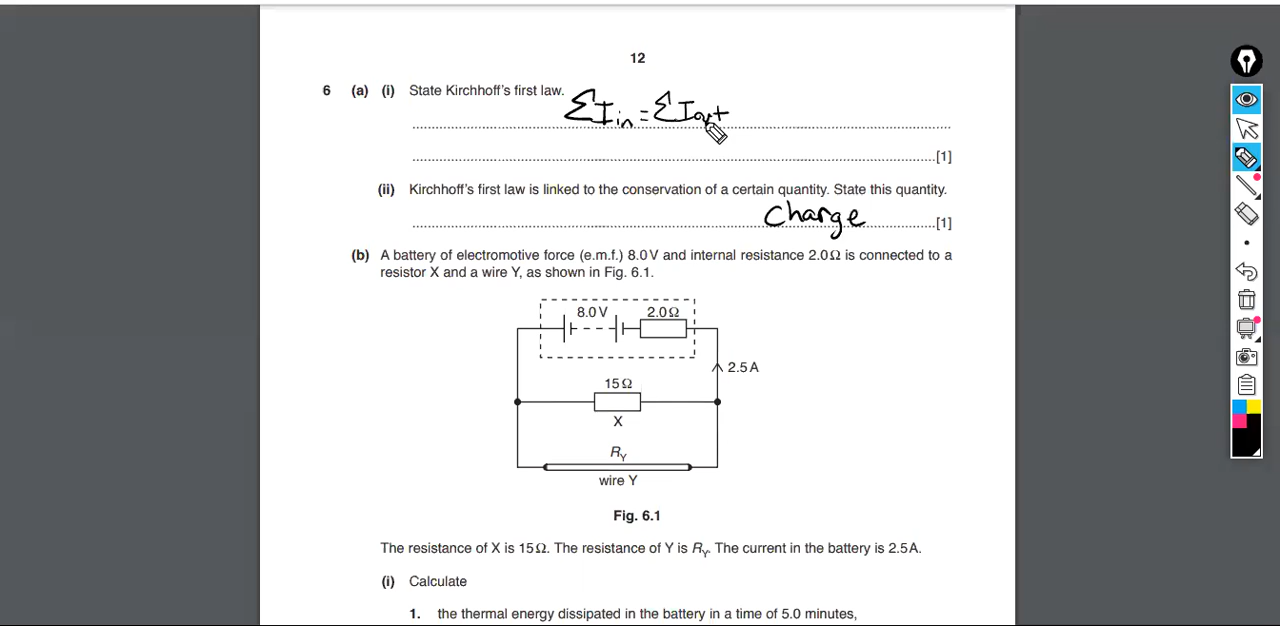 12
6 (a) (i) State Kirchhoff's first law.
ΣI in = ΣI out
[1]
(ii) Kirchhoff's first law is linked to the conservation of a certain quantity. State this quantity.
Charge
[1]
(b) A battery of electromotive force (e.m.f.) 8.0V and internal resistance 2.0Ω is connected to a
resistor X and a wire Y, as shown in Fig. 6.1.
8.0V 2.0Ω
2.5A
15Ω
X
RY
wire Y
Fig. 6.1
The resistance of X is 15Ω. The resistance of Y is RY. The current in the battery is 2.5A.
(i) Calculate
1. the thermal energy dissipated in the battery in a time of 5.0 minutes,